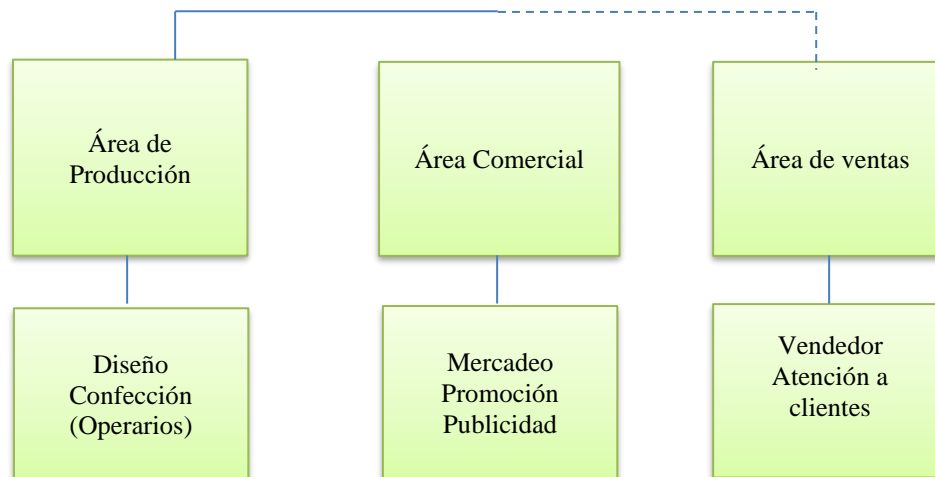 Área de
Producción
Área Comercial
Área de ventas
Diseño
Confección
(Operarios)
Mercadeo
Promoción
Publicidad
Vendedor
Atención a
clientes